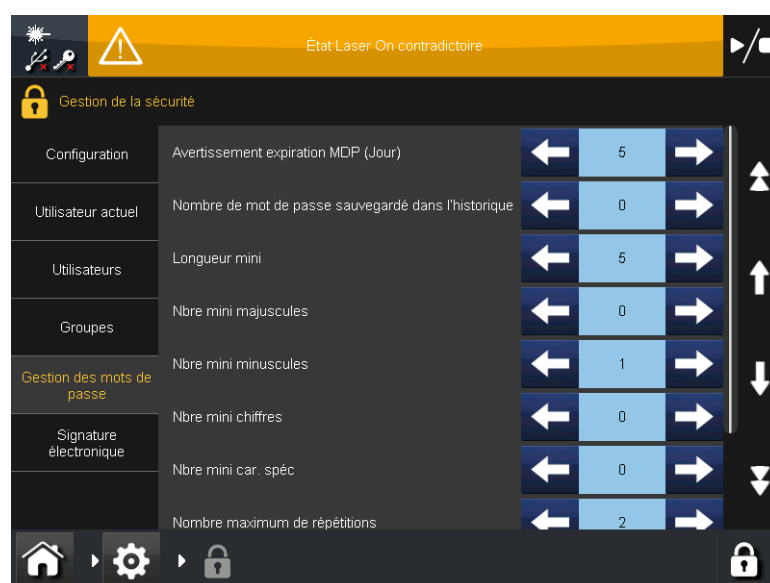 État Laser On contradictoire
Gestion de la sécurité
Configuration
Utilisateur actuel
Utilisateurs
Groupes
Gestion des mots de
passe
Signature
électronique
Avertissement expiration MDP (Jour) 5
Nombre de mot de passe sauvegardé dans l'historique 0
Longueur mini 5
Nbre mini majuscules 0
Nbre mini minuscules 1
Nbre mini chiffres 0
Nbre mini car. spéc 0
Nombre maximum de répétitions 2